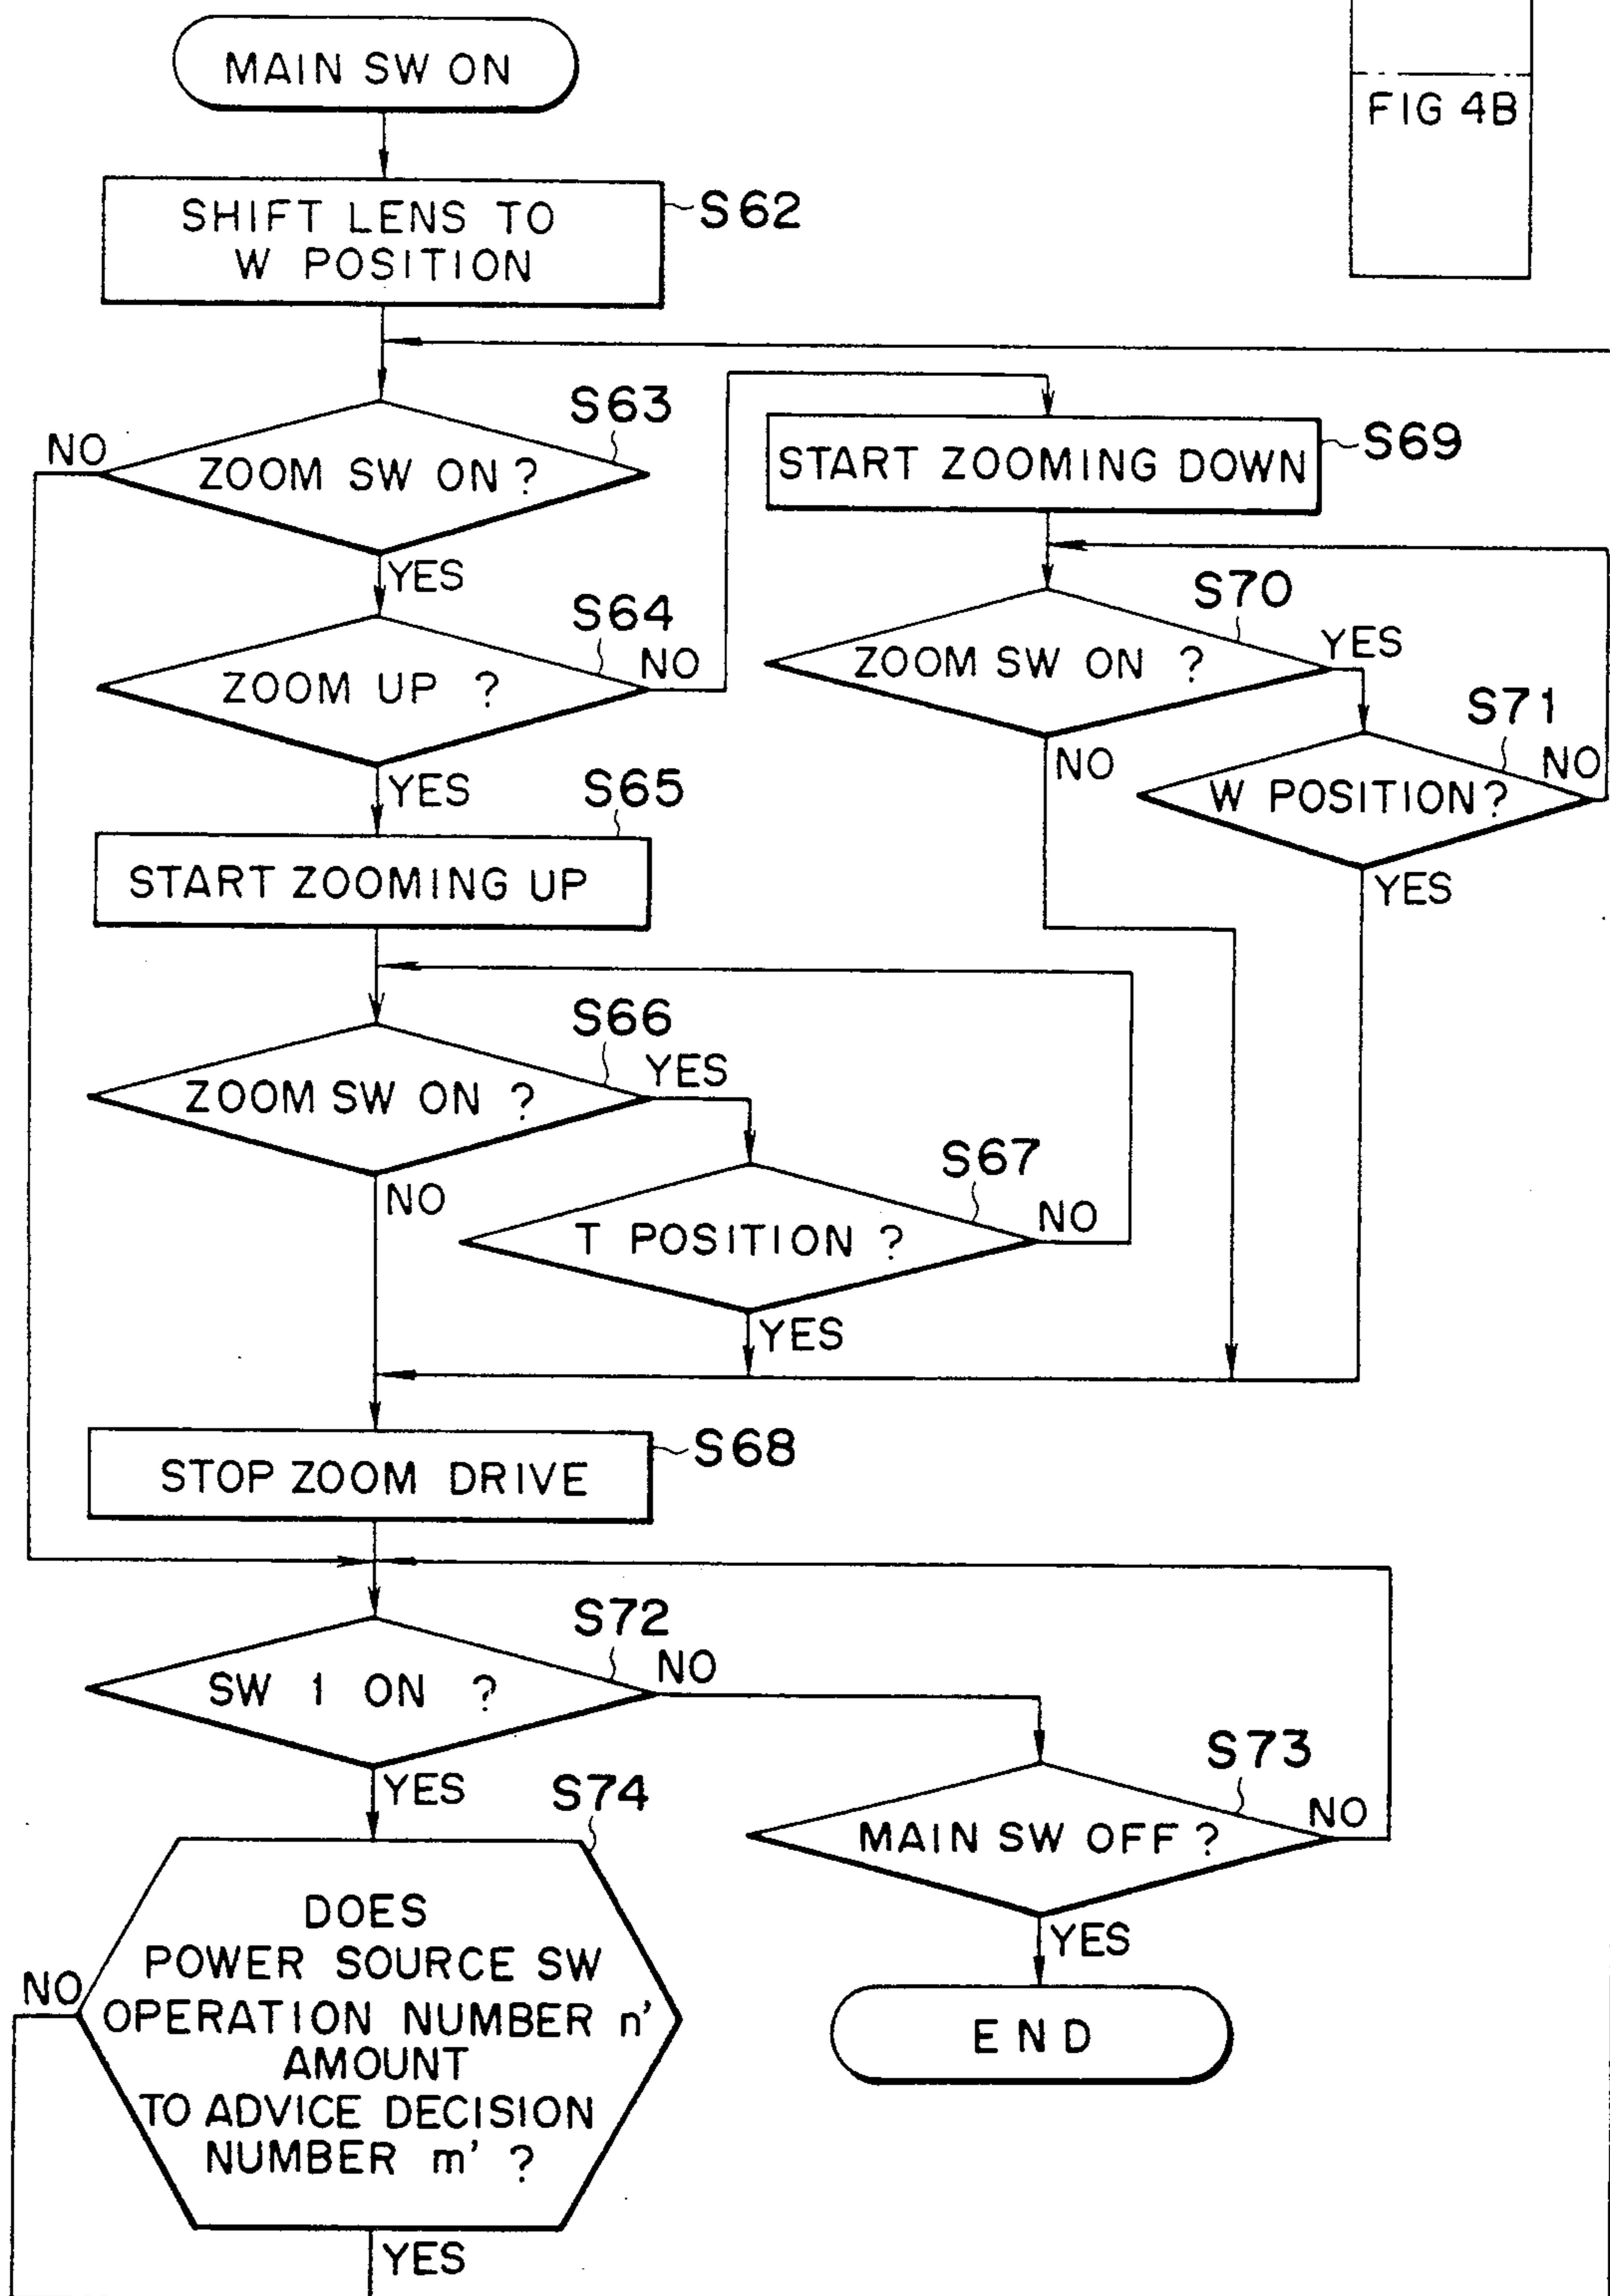 MAIN SW ON
FIG 4B
SHIFT LENS TO
W POSITION
S62
S63
NO
ZOOM SW ON ?
YES
S64
ZOOM UP ?
NO
YES
S65
START ZOOMING UP
S69
START ZOOMING DOWN
S70
ZOOM SW ON ?
YES
NO
S71
W POSITION ?
NO
YES
S66
ZOOM SW ON ?
YES
NO
S67
T POSITION ?
NO
YES
S68
STOP ZOOM DRIVE
S72
SW 1 ON ?
NO
YES
S73
MAIN SW OFF ?
NO
YES
END
S74
DOES
POWER SOURCE SW
OPERATION NUMBER n'
AMOUNT
TO ADVICE DECISION
NUMBER m' ?
NO
YES